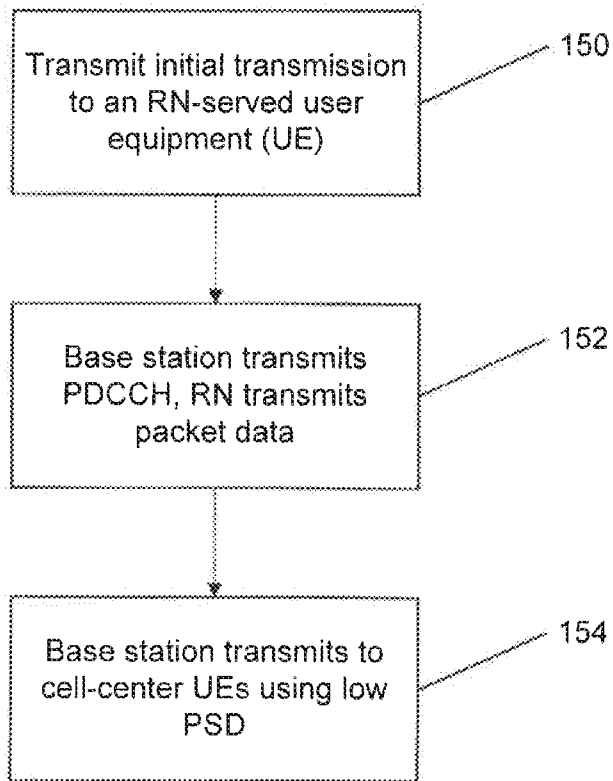 Transmit initial transmission
to an RN-served user
equipment (UE)
150
Base station transmits
PDCCH, RN transmits
packet data
152
Base station transmits to
cell-center UEs using low
PSD
154